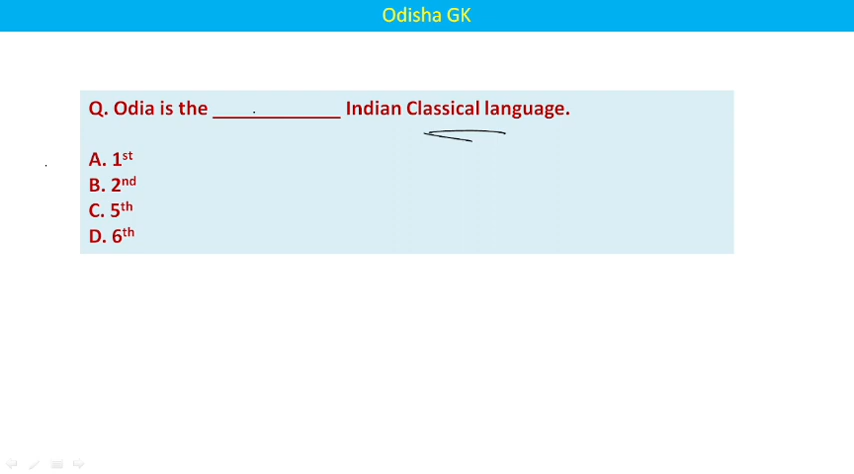 Odisha GK
Q. Odia is the ____________ Indian Classical language.
A. 1st
B. 2nd
C. 5th
D. 6th